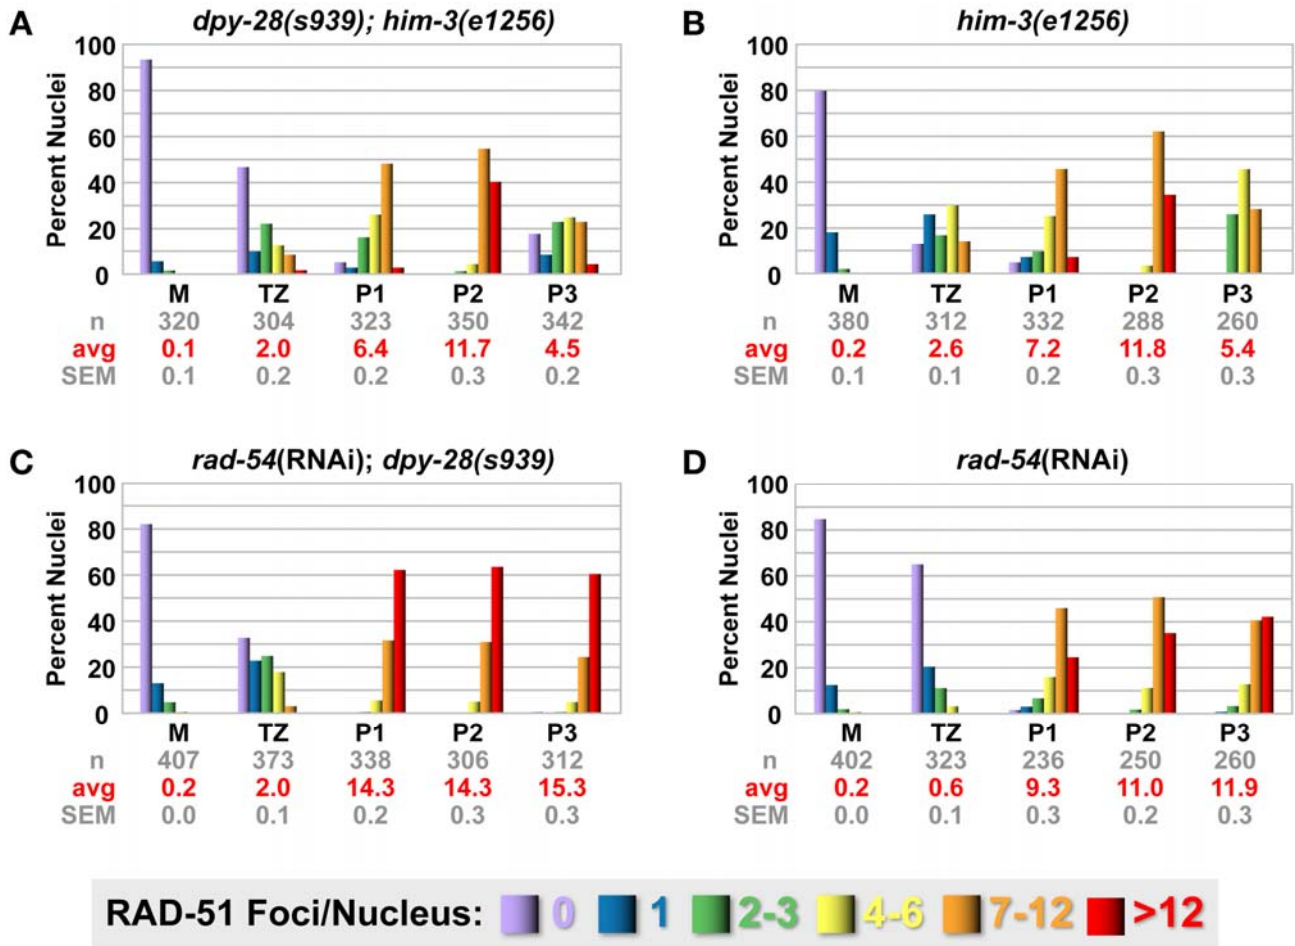 A dpy-28(s939); him-3(e1256)
Percent Nuclei
100
80
60
40
20
0
M TZ P1 P2 P3
n 320 304 323 350 342
avg 0.1 2.0 6.4 11.7 4.5
SEM 0.1 0.2 0.2 0.3 0.2
B him-3(e1256)
Percent Nuclei
100
80
60
40
20
0
M TZ P1 P2 P3
n 380 312 332 288 260
avg 0.2 2.6 7.2 11.8 5.4
SEM 0.1 0.1 0.2 0.3 0.3
C rad-54(RNAi); dpy-28(s939)
Percent Nuclei
100
80
60
40
20
0
M TZ P1 P2 P3
n 407 373 338 306 312
avg 0.2 2.0 14.3 14.3 15.3
SEM 0.0 0.1 0.2 0.3 0.3
D rad-54(RNAi)
Percent Nuclei
100
80
60
40
20
0
M TZ P1 P2 P3
n 402 323 236 250 260
avg 0.2 0.6 9.3 11.0 11.9
SEM 0.0 0.1 0.3 0.2 0.3
RAD-51 Foci/Nucleus: 0 1 2-3 4-6 7-12 >12